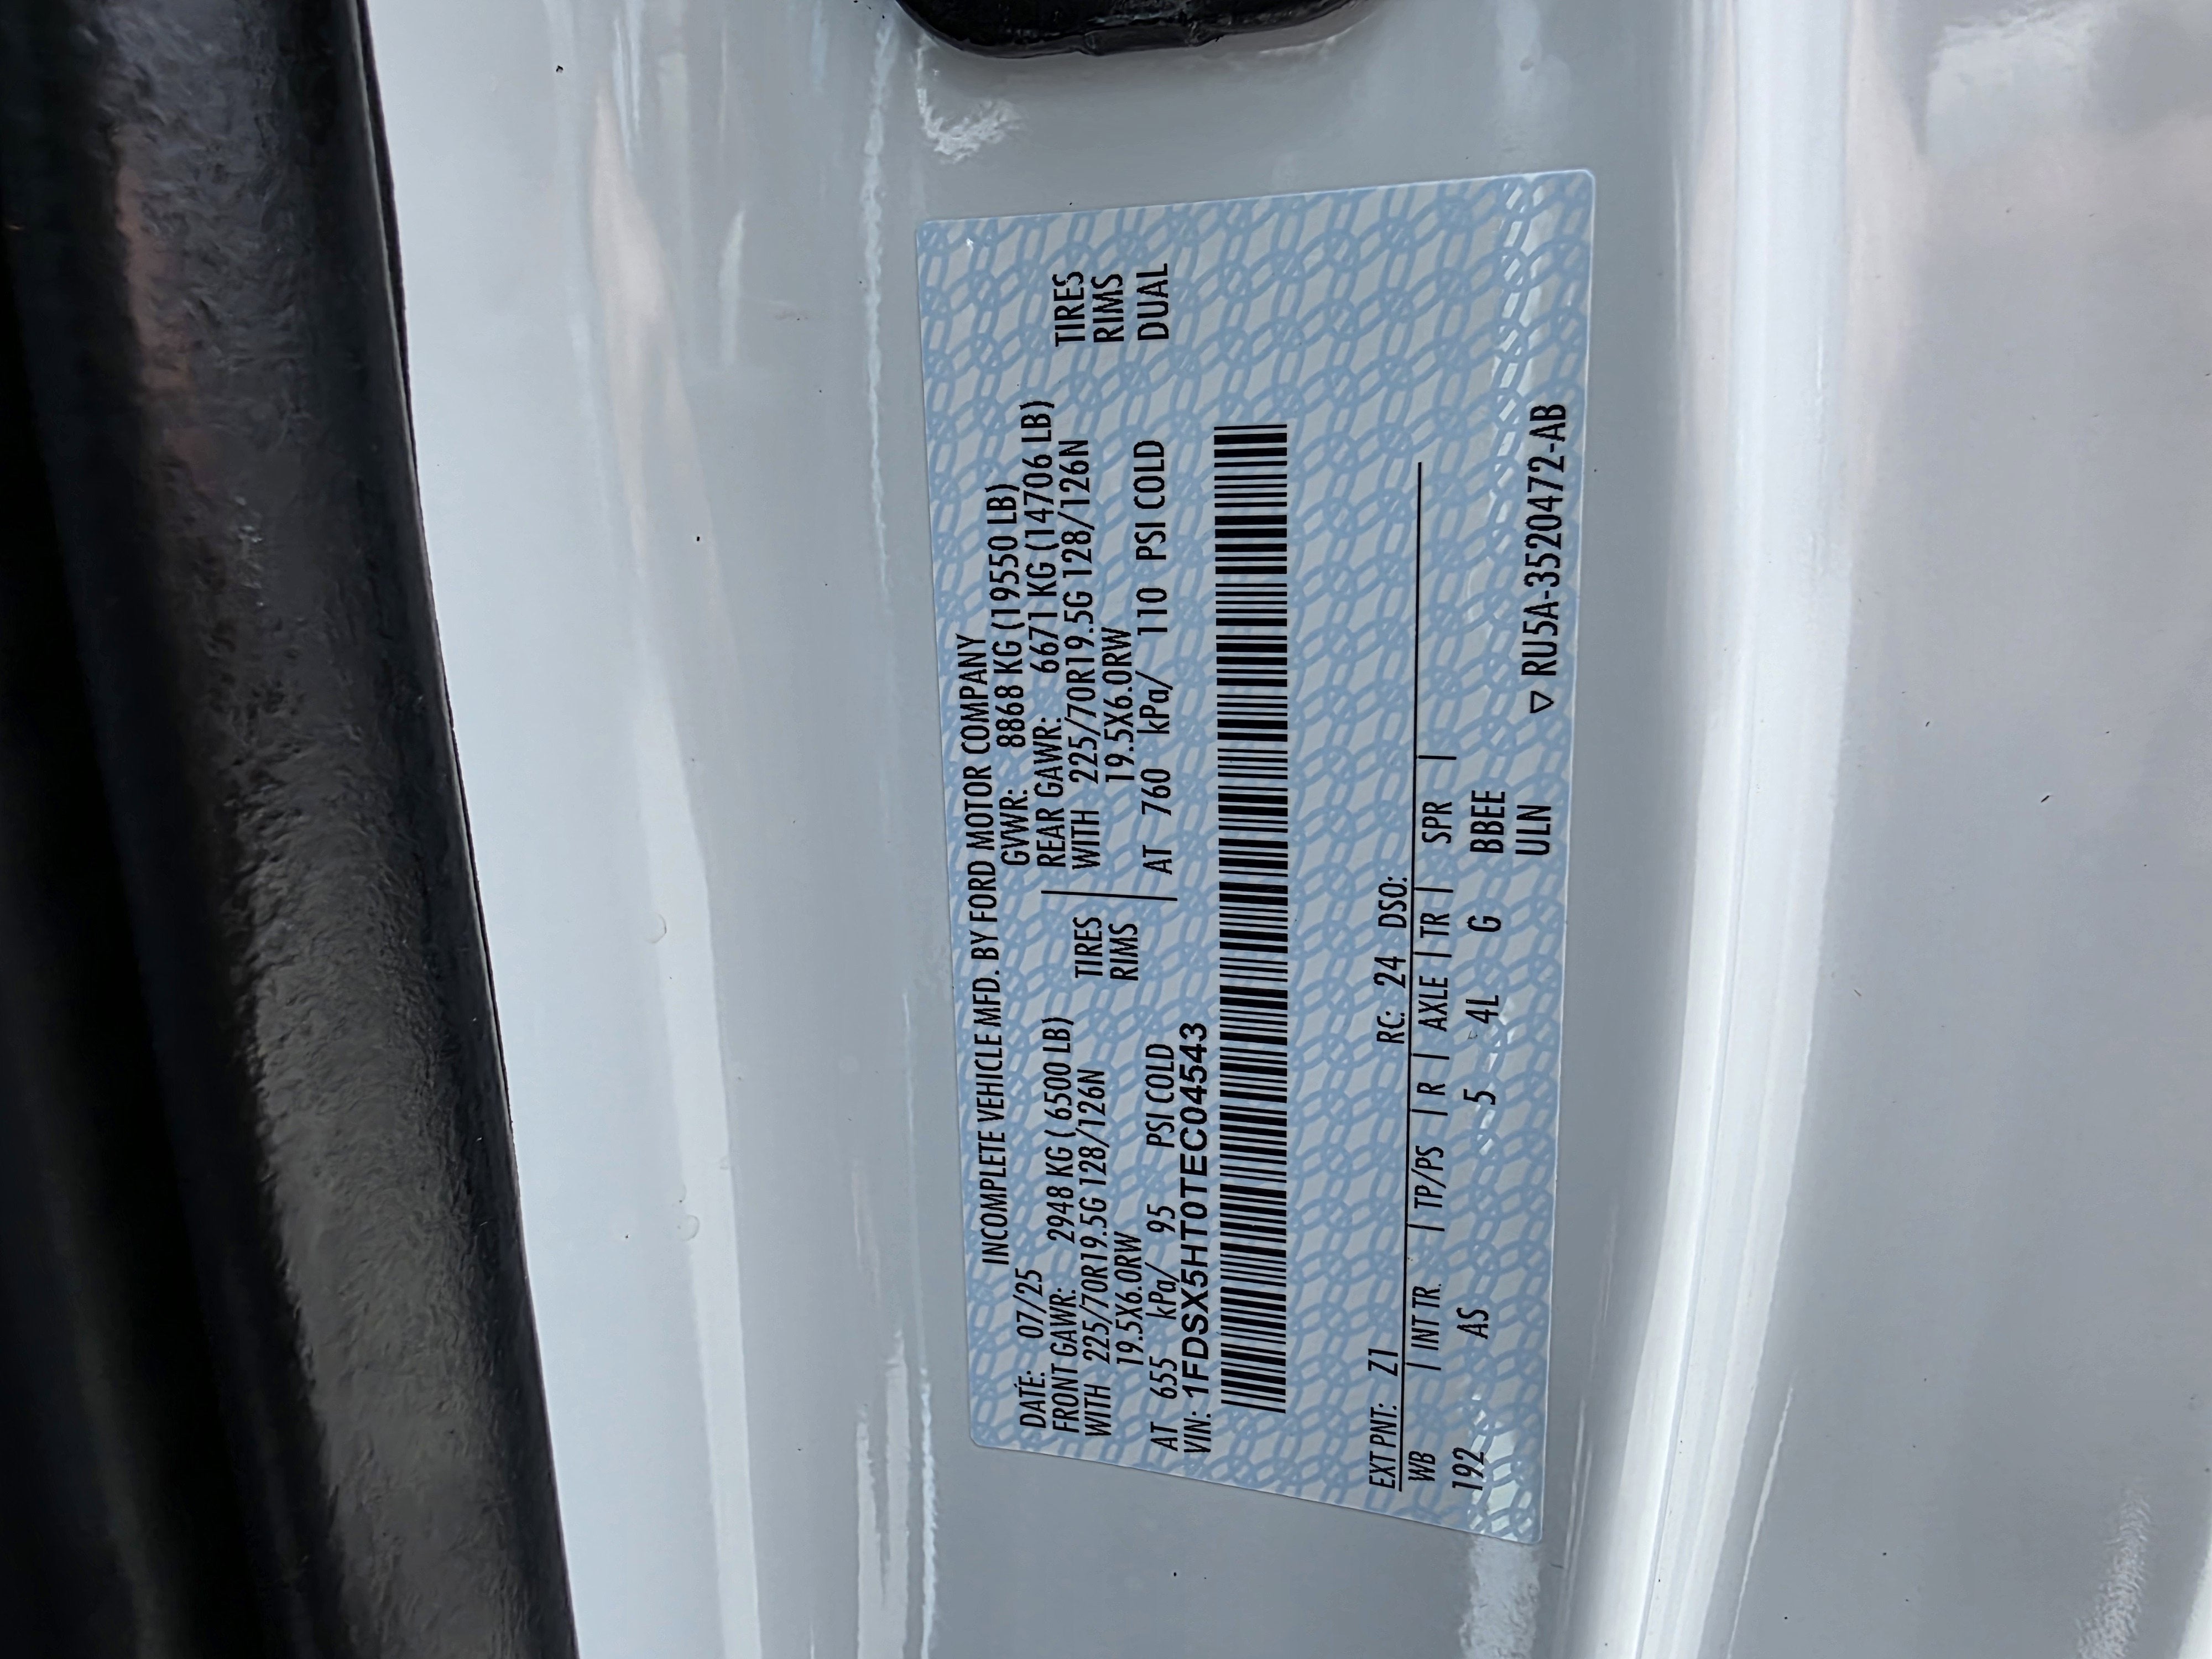 INCOMPLETE VEHICLE MFD. BY FORD MOTOR COMPANY
DATE: 07/25 GVWR: 8868 KG (19550 LB)
FRONT GAWR: 2948 KG ( 6500 LB) REAR GAWR: 6671 KG (14706 LB)
WITH 225/70R19.5G 128/126N TIRES WITH 225/70R19.5G 128/126N TIRES
19.5X6.0RW RIMS 19.5X6.0RW RIMS
AT 655 kPa/ 95 PSI COLD AT 760 kPa/ 110 PSI COLD DUAL
VIN: 1FDSX5HT0TEC04543
EXT PNT: Z1 RC: 24 DSO:
WB | INT TR. | TP/PS | R | AXLE | TR | SPR |
192 AS 5 4L G BBEE
ULN
▽ RU5A-3520472-AB